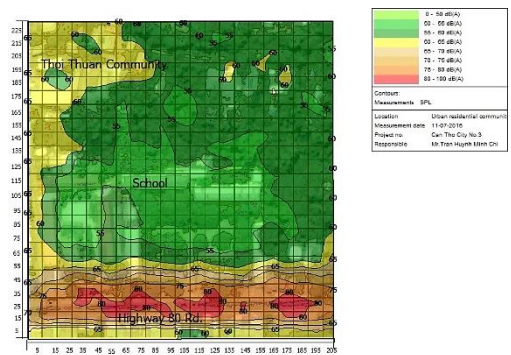 Thoi Thuan Community
School
Highway 80 Rd.
0 - 50 dB(A)
50 - 55 dB(A)
55 - 60 dB(A)
60 - 65 dB(A)
65 - 70 dB(A)
70 - 75 dB(A)
75 - 80 dB(A)
80 - 100 dB(A)
Contours:
Measurements SPL
Location Urban residential communit
Measurement date 11-07-2016
Project no. Can Tho City No.3
Responsible Mr.Tran Huynh Minh Chi
225
215
205
195
185
175
165
155
145
135
125
115
105
95
85
75
65
55
45
35
25
15
5
5 15 25 35 45 55 65 75 85 95 105 115 125 135 145 155 165 175 185 195 205